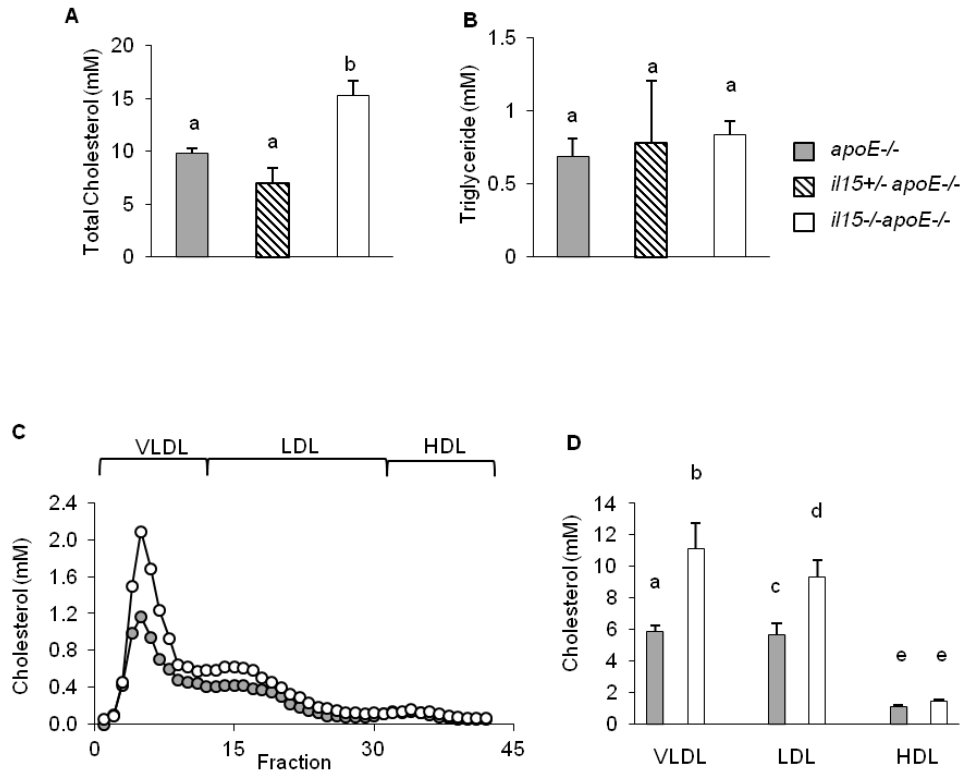 A
Total Cholesterol (mM)
20
15
10
5
0
a
a
b
B
Triglyceride (mM)
1.5
1
0.5
0
a
a
a
apoE-/-
il15+/- apoE-/-
il15-/-apoE-/-
C
VLDL
LDL
HDL
Cholesterol (mM)
2.4
2.0
1.6
1.2
0.8
0.4
0.0
0
15
30
45
Fraction
D
Cholesterol (mM)
14
12
10
8
6
4
2
0
a
b
c
d
e
e
VLDL
LDL
HDL